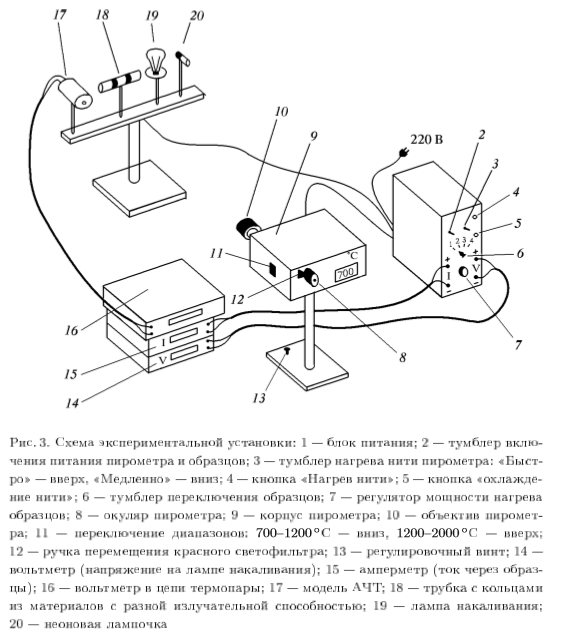 17
18
19
20
10
9
220 В
2
3
4
5
11
°C
700
1 2 3 4
+
+
I
V
−
−
6
12
16
I
15
V
14
13
8
7
Рис. 3. Схема экспериментальной установки: 1 — блок питания; 2 — тумблер вклю-
чения питания пирометра и образцов; 3 — тумблер нагрева нити пирометра: «Быст-
ро» — вверх, «Медленно» — вниз; 4 — кнопка «Нагрев нити»; 5 — кнопка «охлажде-
ние нити»; 6 — тумблер переключения образцов; 7 — регулятор мощности нагрева
образцов; 8 — окуляр пирометра; 9 — корпус пирометра; 10 — объектив пиромет-
ра; 11 — переключение диапазонов: 700–1200 °C — вниз, 1200–2000 °C — вверх;
12 — ручка перемещения красного светофильтра; 13 — регулировочный винт; 14 —
вольтметр (напряжение на лампе накаливания); 15 — амперметр (ток через образ-
цы); 16 — вольтметр в цепи термопары; 17 — модель АЧТ; 18 — трубка с кольцами
из материалов с разной излучательной способностью; 19 — лампа накаливания;
20 — неоновая лампочка